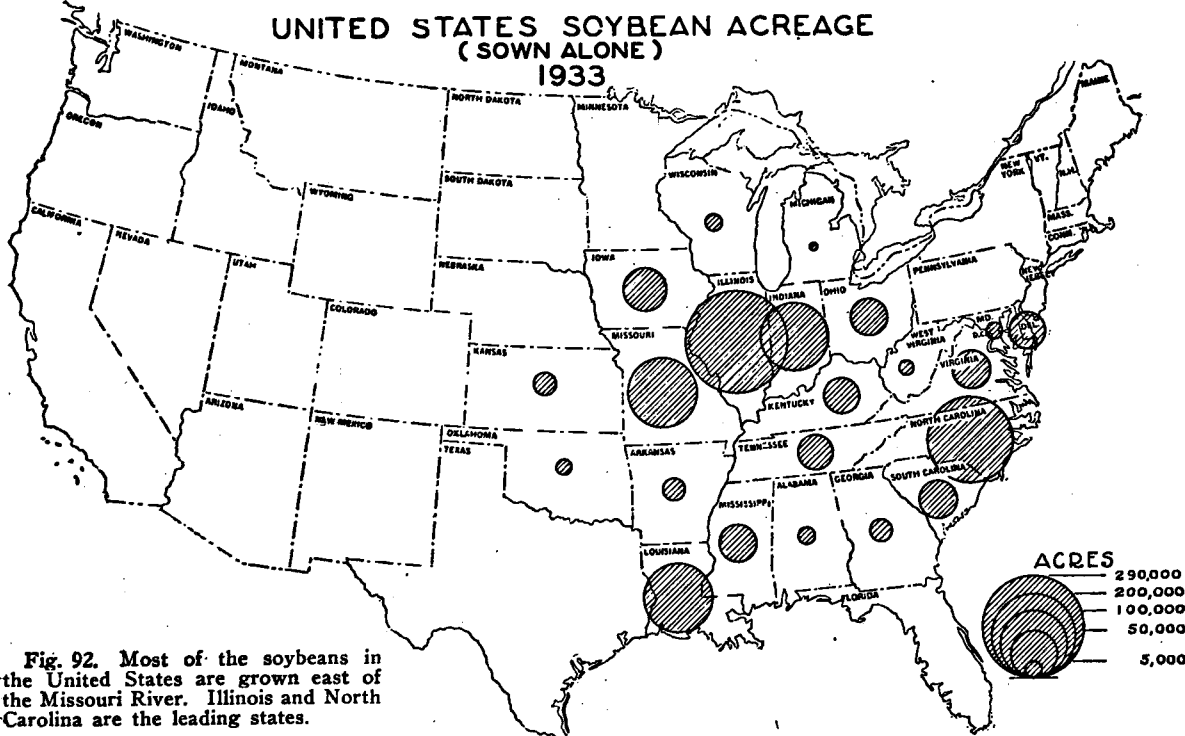 UNITED STATES SOYBEAN ACREAGE
(SOWN ALONE)
1933
WASHINGTON
MONTANA
IDAHO
NORTH DAKOTA
MINNESOTA
MAINE
OREGON
WISCONSIN
NEW YORK
VT.
N.H.
SOUTH DAKOTA
WYOMING
MICHIGAN
MASS.
CONN.
CALIFORNIA
NEVADA
UTAH
NEBRASKA
IOWA
ILLINOIS
INDIANA
OHIO
PENNSYLVANIA
NEW JERSEY
COLORADO
KANSAS
MISSOURI
WEST VIRGINIA
MD.
D.C.
DEL.
VIRGINIA
KENTUCKY
ARIZONA
NEW MEXICO
OKLAHOMA
TEXAS
ARKANSAS
TENNESSEE
NORTH CAROLINA
SOUTH CAROLINA
MISSISSIPPI
ALABAMA
GEORGIA
LOUISIANA
FLORIDA
ACRES
290,000
200,000
100,000
50,000
5,000
Fig. 92. Most of the soybeans in
the United States are grown east of
the Missouri River. Illinois and North
Carolina are the leading states.